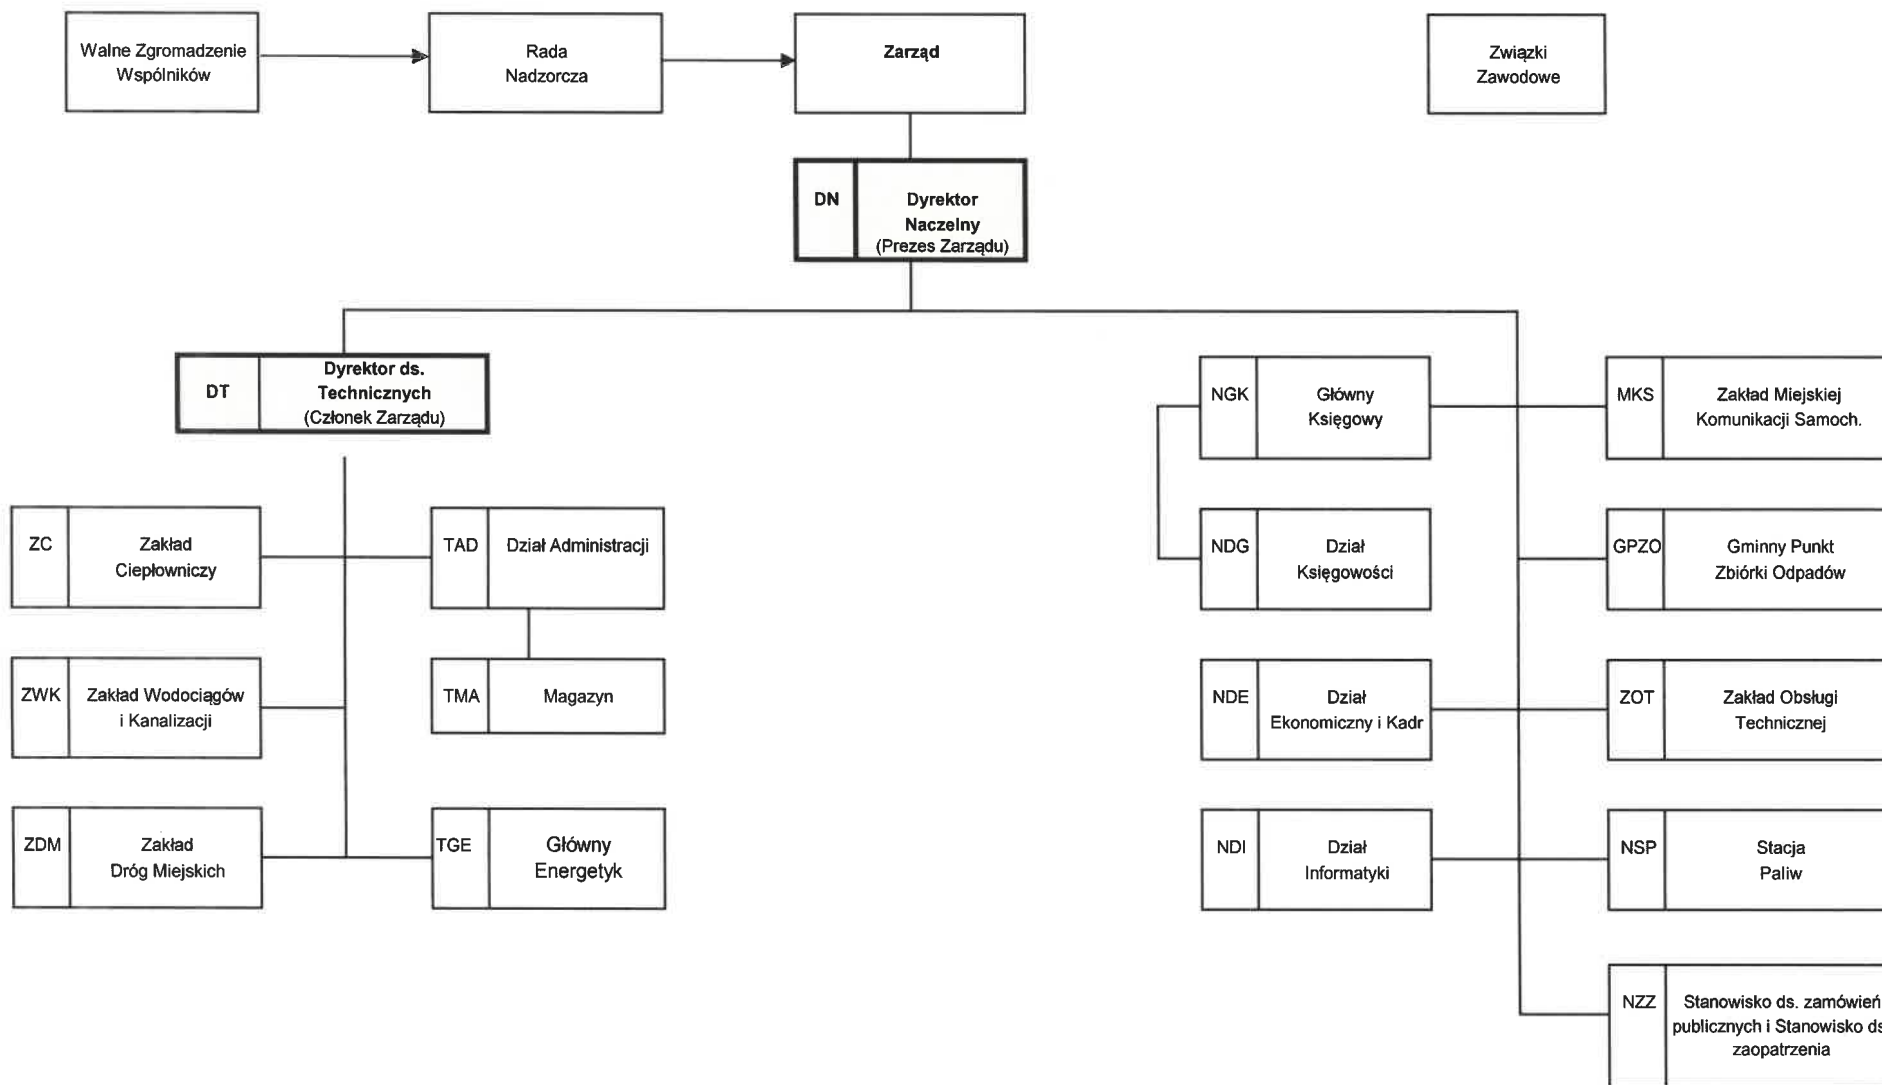 Walne Zgromadzenie
Wspólników
Rada
Nadzorcza
Zarząd
Związki
Zawodowe
DN
Dyrektor
Naczelny
(Prezes Zarządu)
DT
Dyrektor ds.
Technicznych
(Członek Zarządu)
NGK
Główny
Księgowy
MKS
Zakład Miejskiej
Komunikacji Samoch.
ZC
Zakład
Ciepłowniczy
TAD
Dział Administracji
NDG
Dział
Księgowości
GPZO
Gminny Punkt
Zbiórki Odpadów
ZWK
Zakład Wodociągów
i Kanalizacji
TMA
Magazyn
NDE
Dział
Ekonomiczny i Kadr
ZOT
Zakład Obsługi
Technicznej
ZDM
Zakład
Dróg Miejskich
TGE
Główny
Energetyk
NDI
Dział
Informatyki
NSP
Stacja
Paliw
NZZ
Stanowisko ds. zamówień
publicznych i Stanowisko ds
zaopatrzenia